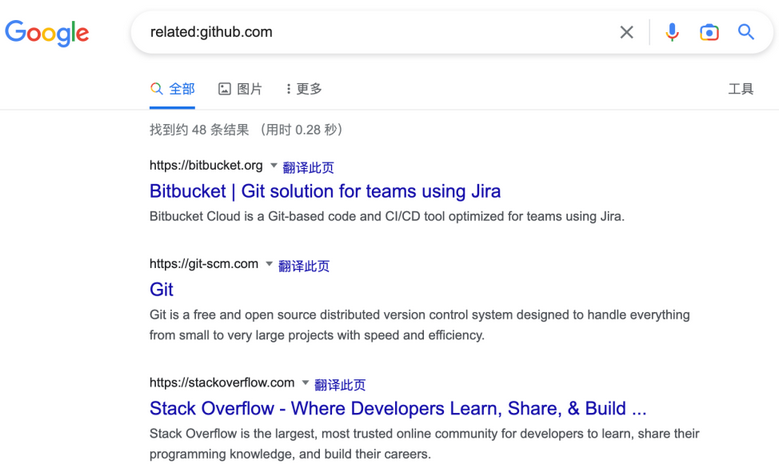 Google
related:github.com
全部
图片
更多
工具
找到约 48 条结果 （用时 0.28 秒）
https://bitbucket.org 翻译此页
Bitbucket | Git solution for teams using Jira
Bitbucket Cloud is a Git-based code and CI/CD tool optimized for teams using Jira.
https://git-scm.com 翻译此页
Git
Git is a free and open source distributed version control system designed to handle everything
from small to very large projects with speed and efficiency.
https://stackoverflow.com 翻译此页
Stack Overflow - Where Developers Learn, Share, & Build ...
Stack Overflow is the largest, most trusted online community for developers to learn, share their
programming knowledge, and build their careers.